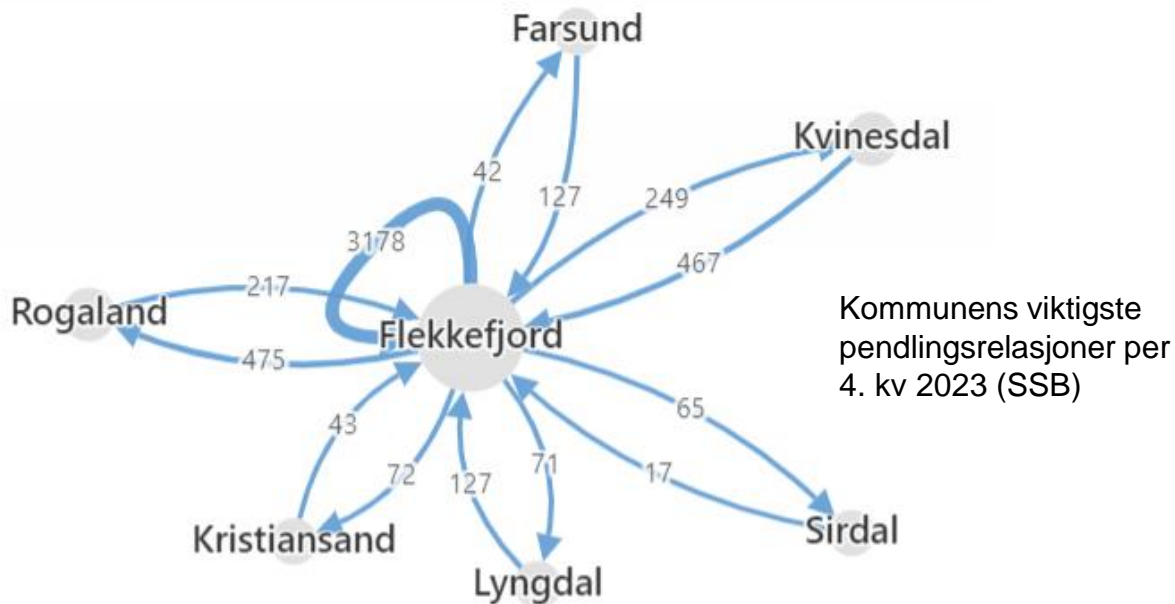 Farsund
Kvinesdal
42
127
249
3178
467
217
Rogaland
Flekkefjord
475
Kommunens viktigste
pendlingsrelasjoner per
4. kv 2023 (SSB)
65
43
72
127
71
17
Kristiansand
Sirdal
Lyngdal